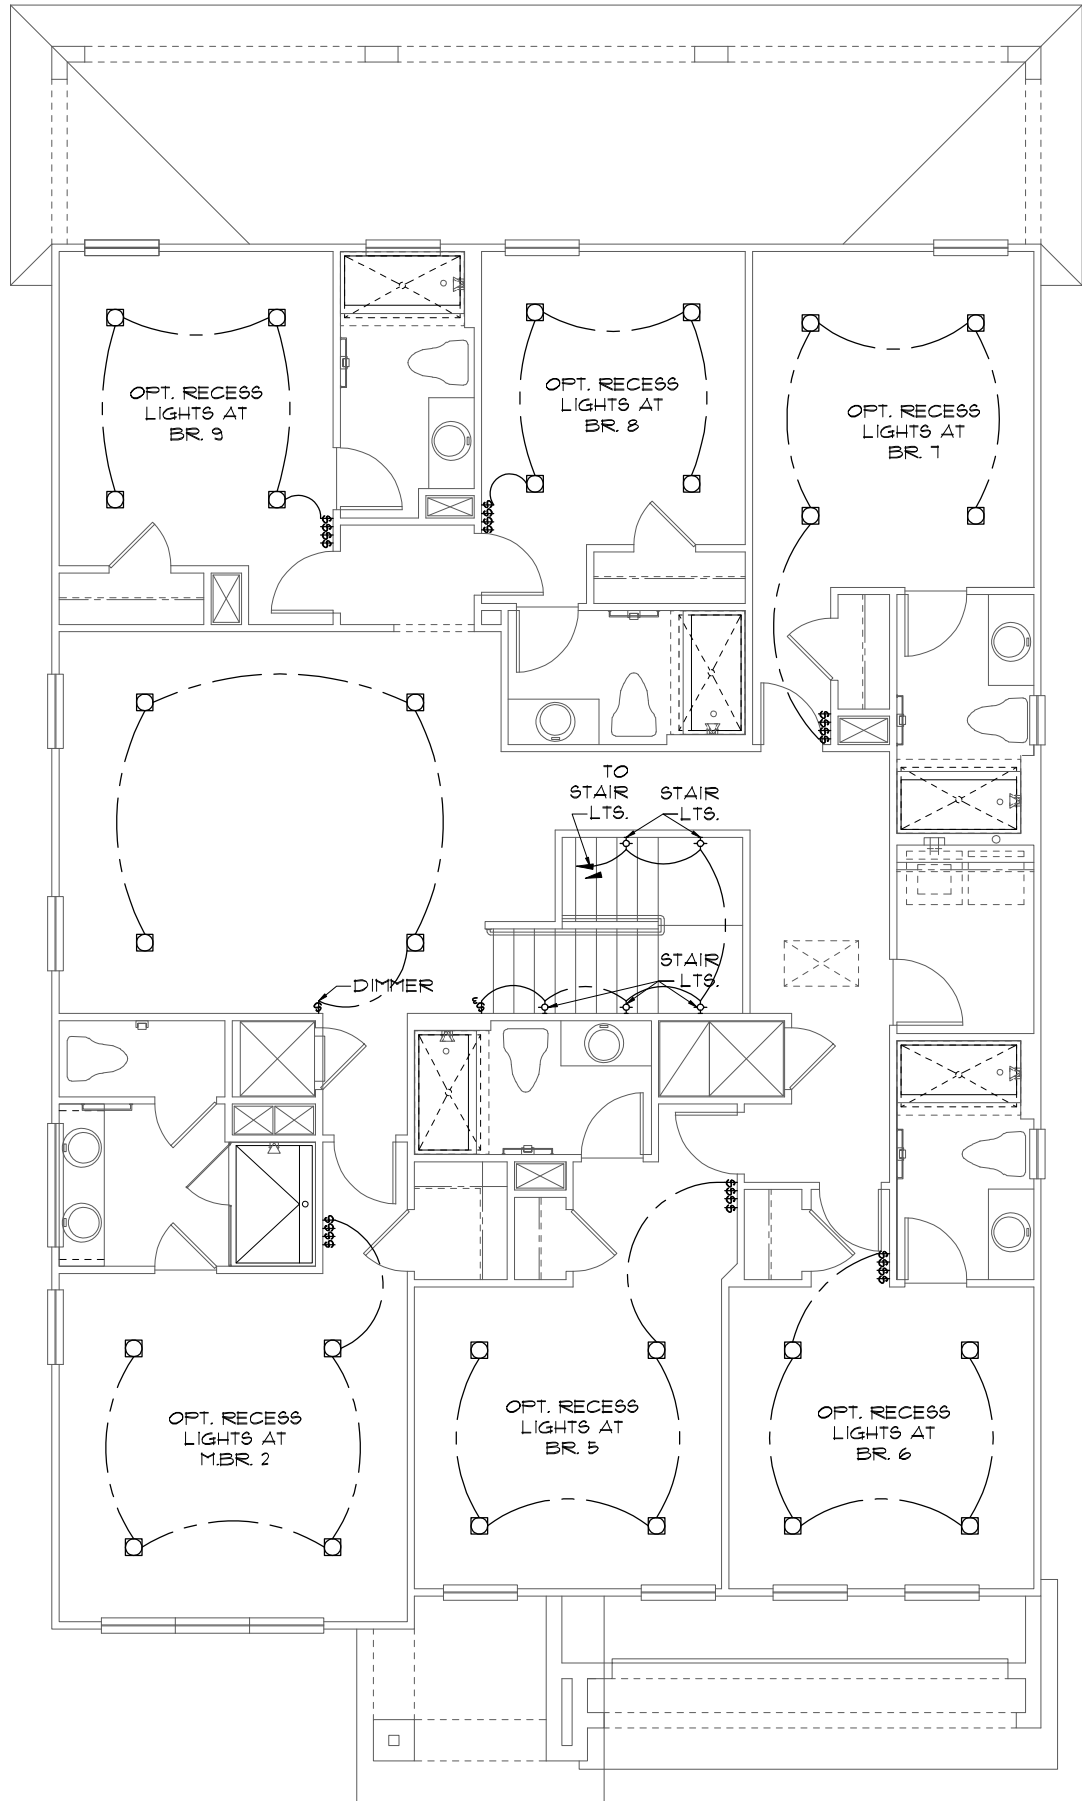 OPT. RECESS
LIGHTS AT
BR. 9
OPT. RECESS
LIGHTS AT
BR. 8
OPT. RECESS
LIGHTS AT
BR. 7
TO
STAIR
LTS.
STAIR
LTS.
STAIR
LTS.
DIMMER
OPT. RECESS
LIGHTS AT
M.BR. 2
OPT. RECESS
LIGHTS AT
BR. 5
OPT. RECESS
LIGHTS AT
BR. 6